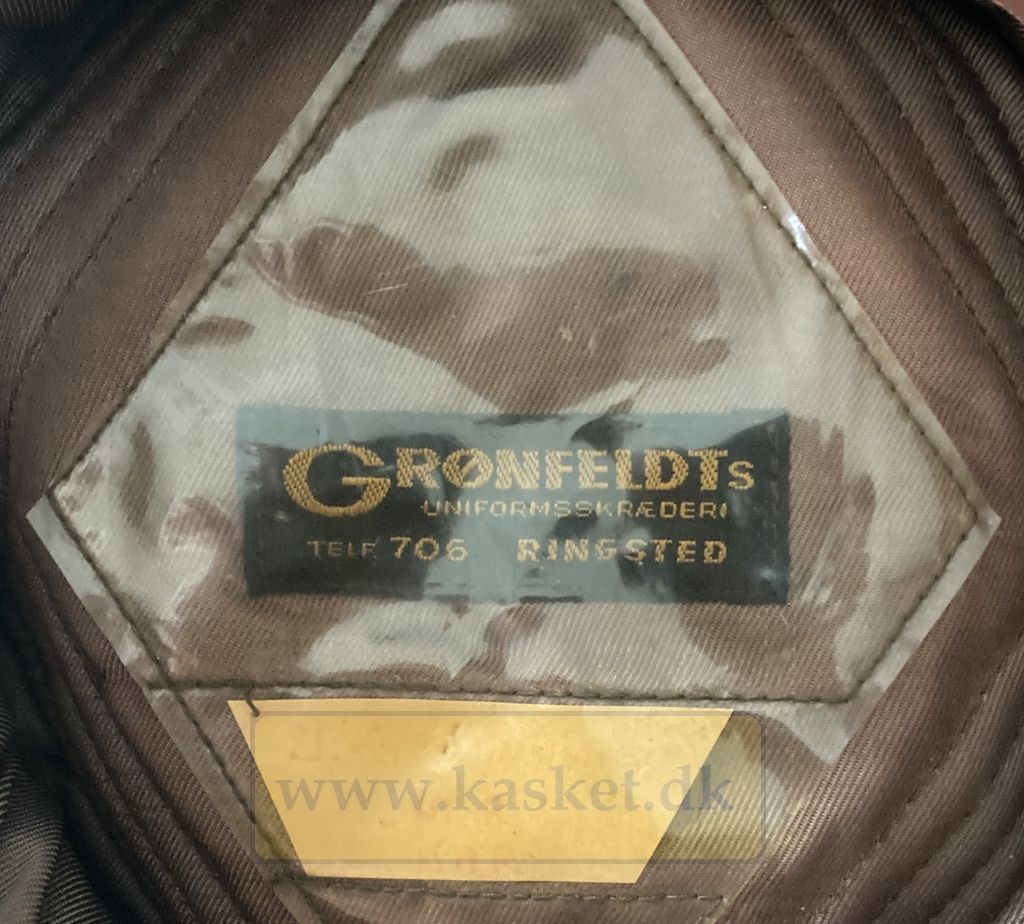 GRØNFELDTS
UNIFORMSSKRÆDERI
TELF. 706 RINGSTED
www.kasket.dk